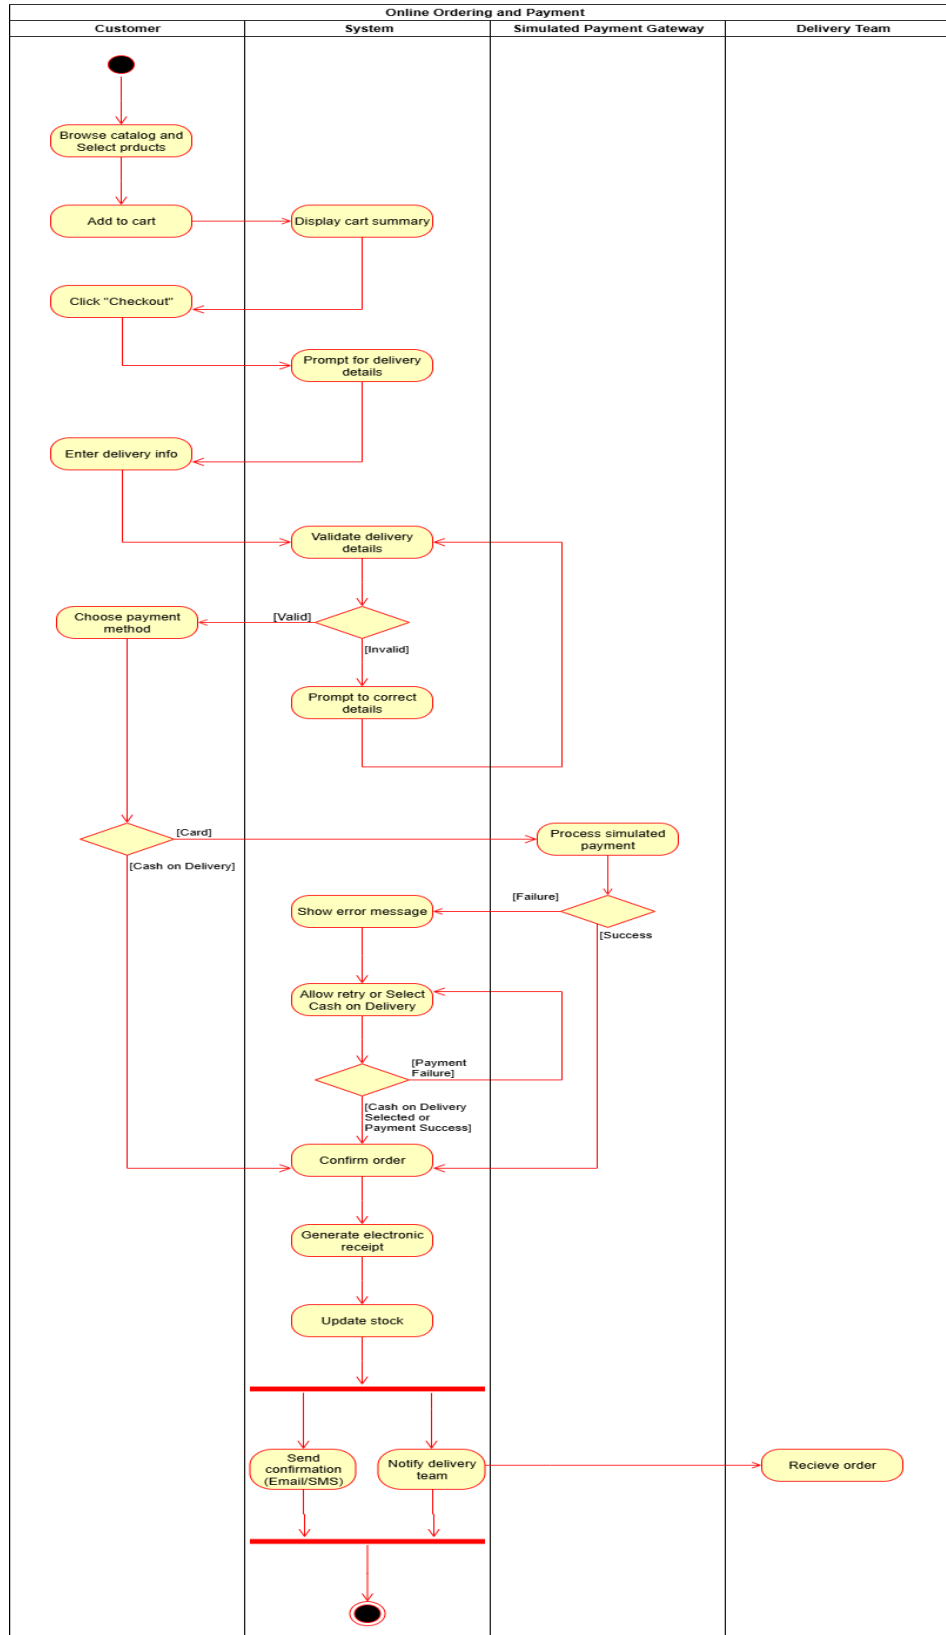 Online Ordering and Payment
Customer
System
Simulated Payment Gateway
Delivery Team
Browse catalog and
Select prducts
Add to cart
Display cart summary
Click "Checkout"
Prompt for delivery
details
Enter delivery info
Validate delivery
details
Choose payment
method
[Valid]
[Invalid]
Prompt to correct
details
[Card]
[Cash on Delivery]
Process simulated
payment
[Failure]
[Success
Show error message
Allow retry or Select
Cash on Delivery
[Payment
Failure]
[Cash on Delivery
Selected or
Payment Success]
Confirm order
Generate electronic
receipt
Update stock
Send
confirmation
(Email/SMS)
Notify delivery
team
Recieve order